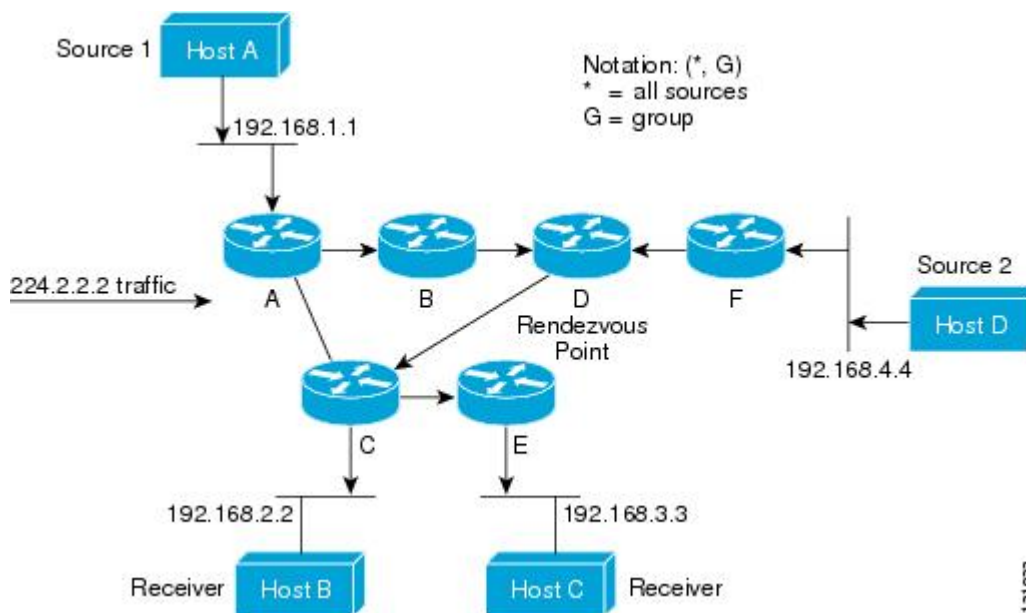 Source 1
Host A
Notation: (*, G)
* = all sources
G = group
192.168.1.1
224.2.2.2 traffic
A
B
D
F
Rendezvous
Point
Source 2
Host D
192.168.4.4
C
E
192.168.2.2
192.168.3.3
Receiver
Host B
Host C
Receiver